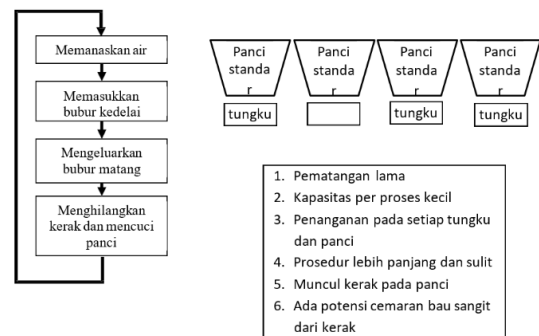 Memanaskan air
Memasukkan
bubur kedelai
Mengeluarkan
bubur matang
Menghilangkan
kerak dan mencuci
panci
Panci
standa
r
tungku
Panci
standa
r
Panci
standa
r
tungku
Panci
standa
r
tungku
1. Pematangan lama
2. Kapasitas per proses kecil
3. Penanganan pada setiap tungku
dan panci
4. Prosedur lebih panjang dan sulit
5. Muncul kerak pada panci
6. Ada potensi cemaran bau sangit
dari kerak